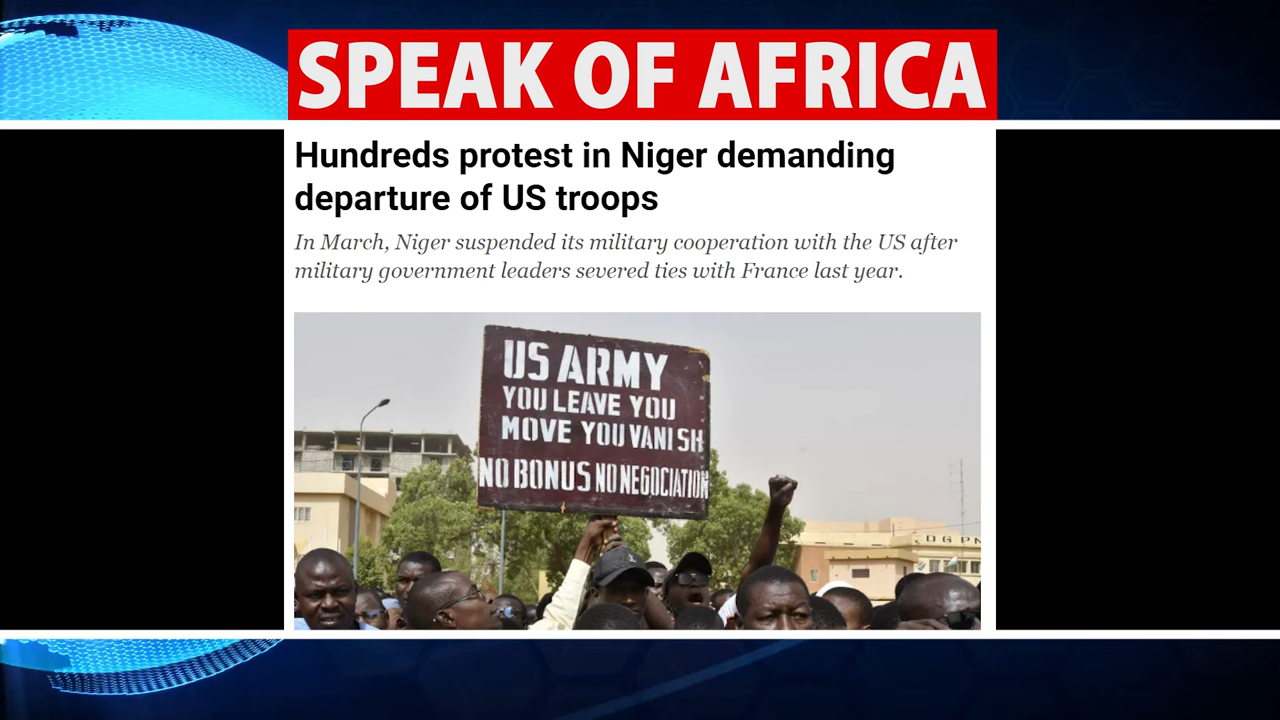 SPEAK OF AFRICA
Hundreds protest in Niger demanding
departure of US troops
In March, Niger suspended its military cooperation with the US after
military government leaders severed ties with France last year.
US ARMY
YOU LEAVE YOU
MOVE YOU VANISH
NO BONUS NO NEGOCIATION
DGPN